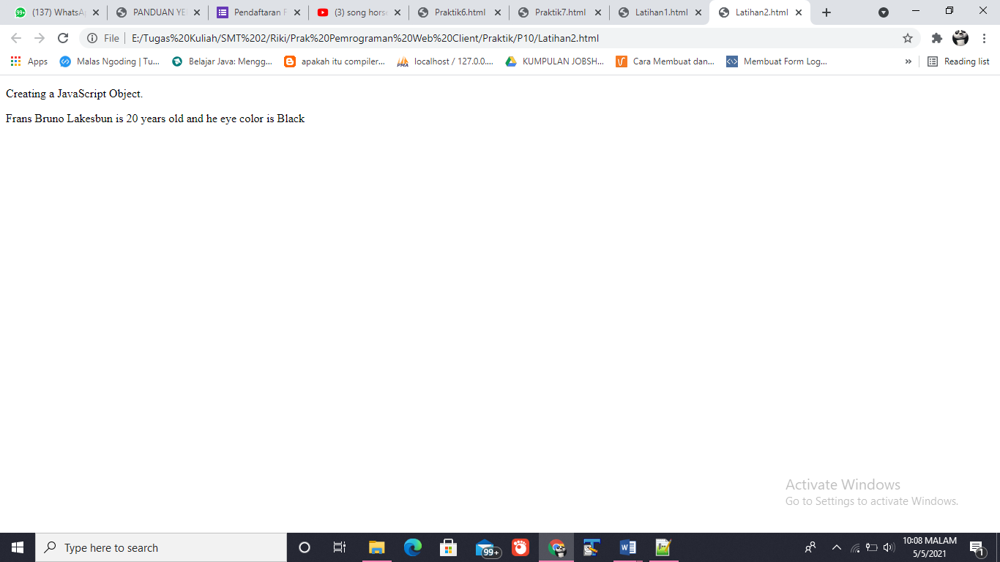 (137) WhatsA
PANDUAN YE
Pendaftaran F
(3) song hors
Praktik6.html
Praktik7.html
Latihan1.html
Latihan2.html
File
E:/Tugas%20Kuliah/SMT%202/Riki/Prak%20Pemrograman%20Web%20Client/Praktik/P10/Latihan2.html
Apps
Malas Ngoding | Tu...
Belajar Java: Mengg...
apakah itu compiler...
PMA
localhost / 127.0.0....
KUMPULAN JOBSH...
Cara Membuat dan...
Membuat Form Log...
»
Reading list
Creating a JavaScript Object.
Frans Bruno Lakesbun is 20 years old and he eye color is Black
Activate Windows
Go to Settings to activate Windows.
Type here to search
99+
10:08 MALAM
5/5/2021
1